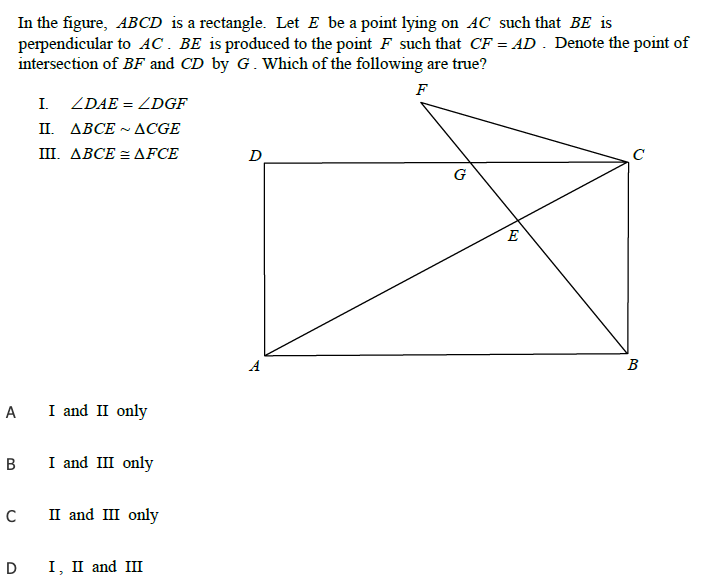 In the figure, ABCD is a rectangle. Let E be a point lying on AC such that BE is
perpendicular to AC. BE is produced to the point F such that CF = AD. Denote the point of
intersection of BF and CD by G. Which of the following are true?
F
I. ∠DAE = ∠DGF
II. ΔBCE ~ ΔCGE
III. ΔBCE ≅ ΔFCE
D
C
G
E
A
B
A I and II only
B I and III only
C II and III only
D I, II and III